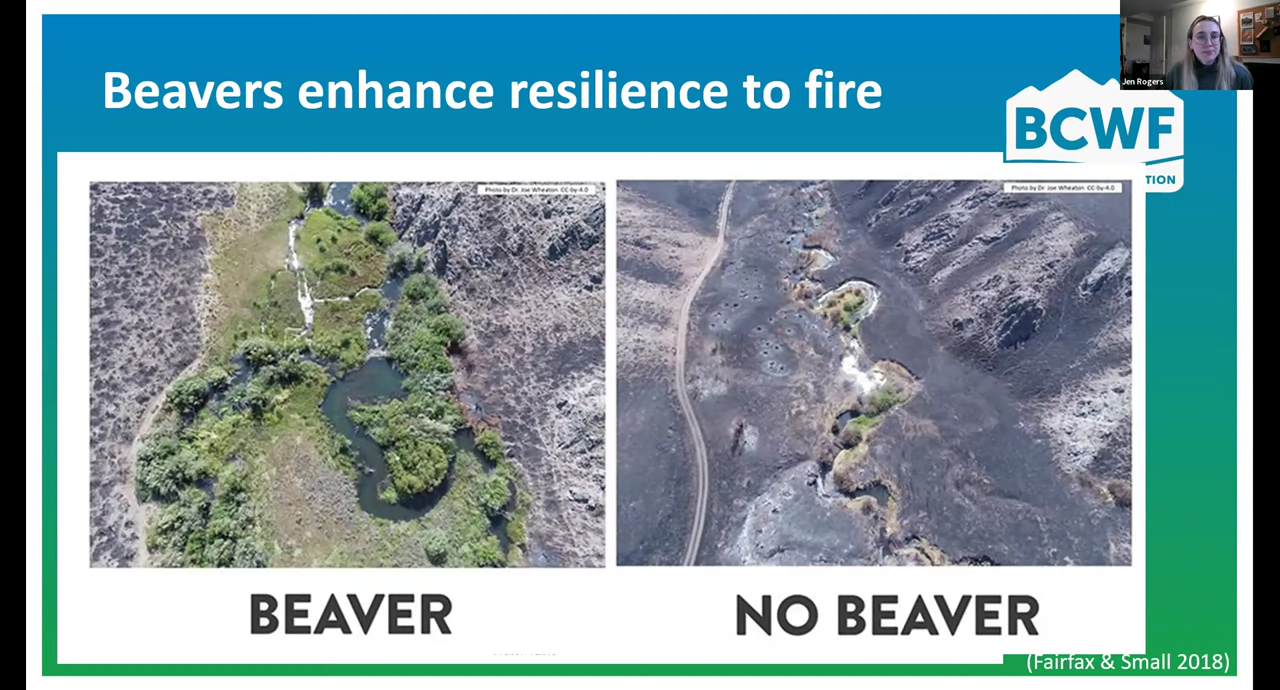 Beavers enhance resilience to fire
Jen Rogers
BCWF
TION
Photo by Dr. Joe Wheaton CC-by-4.0
Photo by Dr. Joe Wheaton CC-by-4.0
BEAVER
NO BEAVER
(Fairfax & Small 2018)